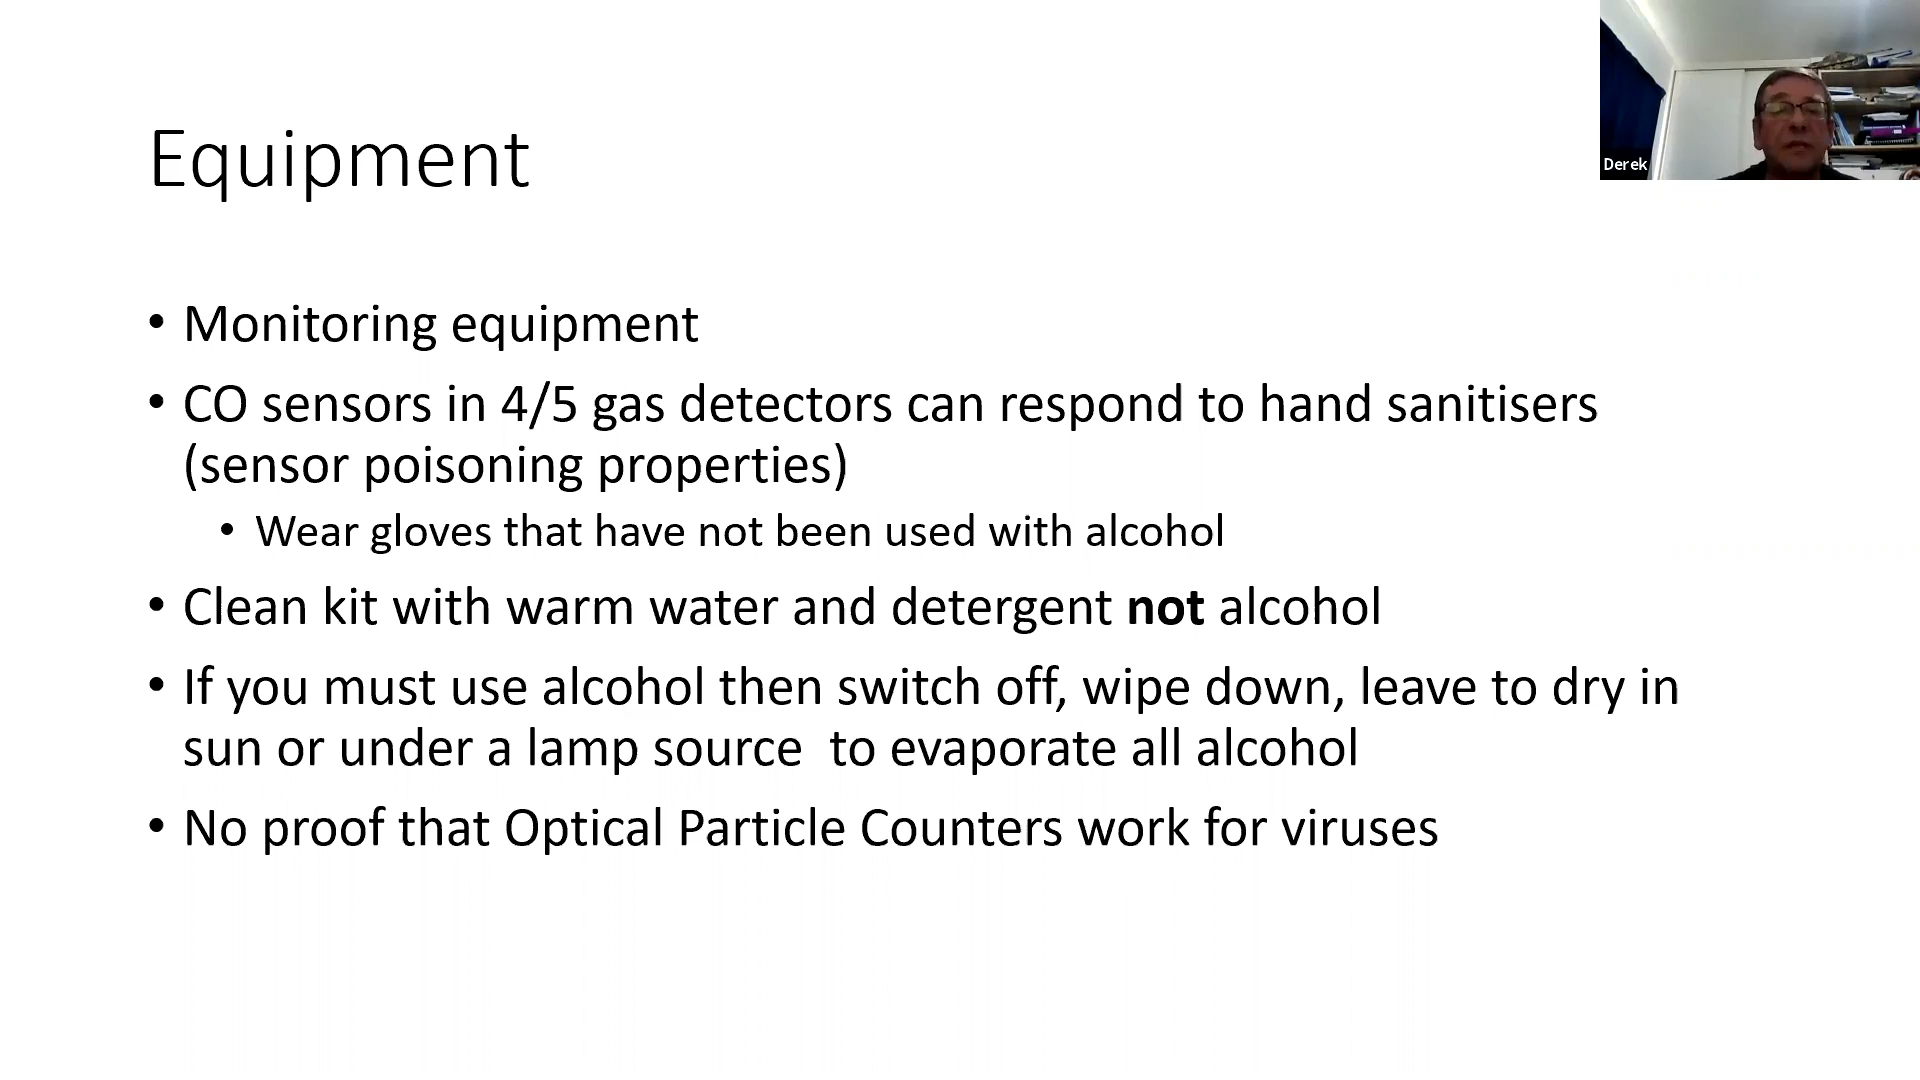 Derek
Equipment
• Monitoring equipment
• CO sensors in 4/5 gas detectors can respond to hand sanitisers
(sensor poisoning properties)
• Wear gloves that have not been used with alcohol
• Clean kit with warm water and detergent not alcohol
• If you must use alcohol then switch off, wipe down, leave to dry in
sun or under a lamp source  to evaporate all alcohol
• No proof that Optical Particle Counters work for viruses